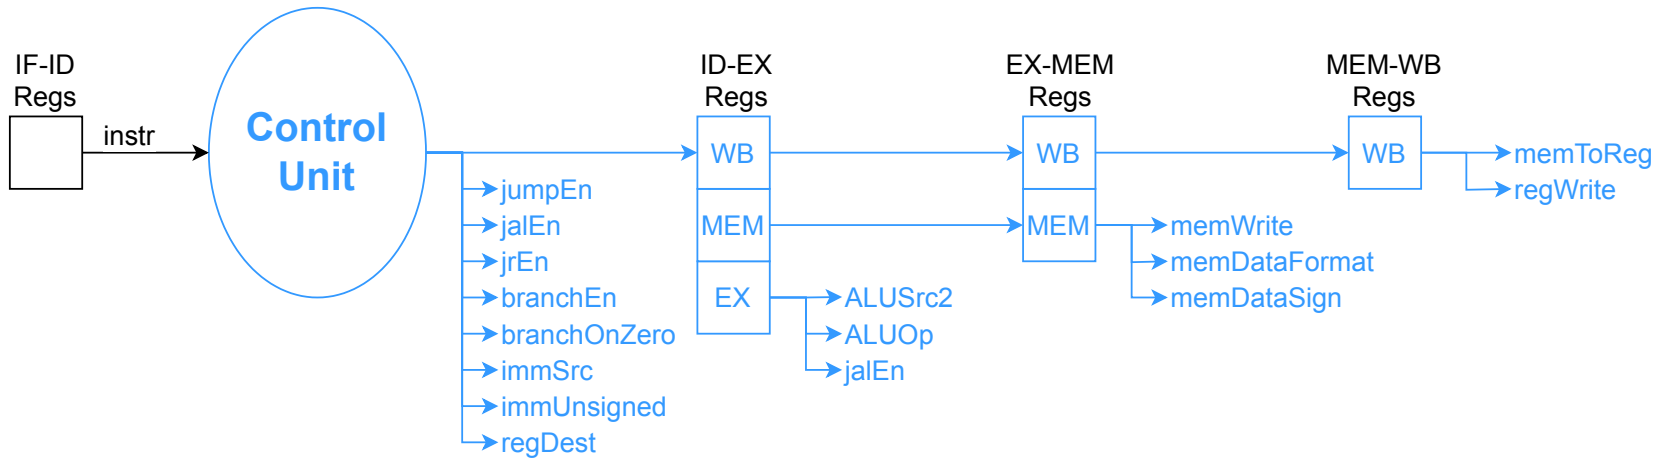 IF-ID
Regs
instr
Control
Unit
jumpEn
jalEn
jrEn
branchEn
branchOnZero
immSrc
immUnsigned
regDest
ID-EX
Regs
WB
MEM
EX
ALUSrc2
ALUOp
jalEn
EX-MEM
Regs
WB
MEM
memWrite
memDataFormat
memDataSign
MEM-WB
Regs
WB
memToReg
regWrite